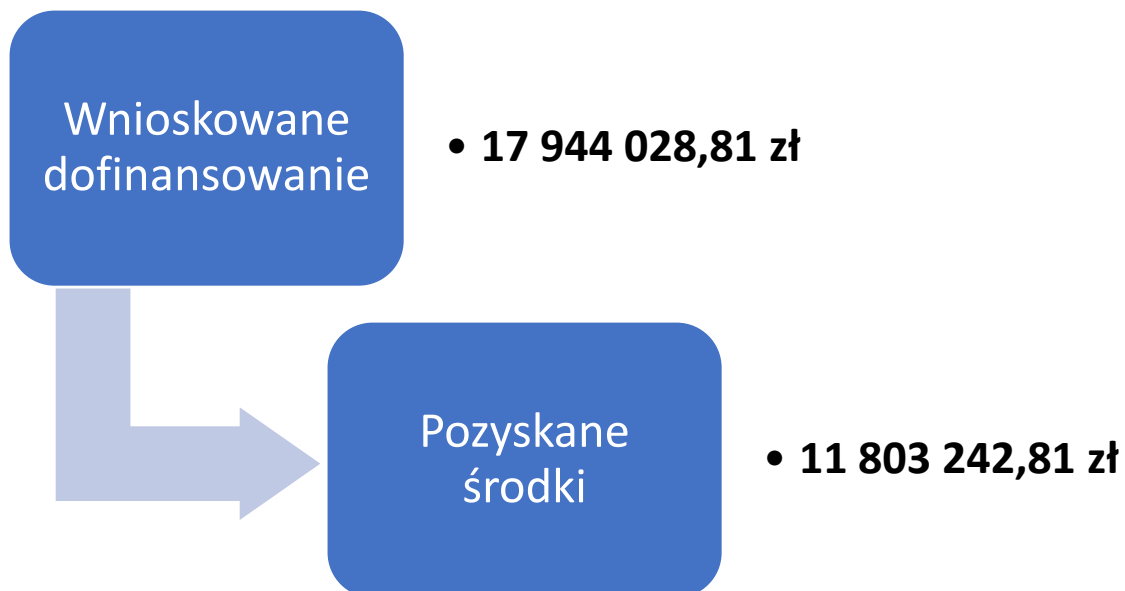 Wnioskowane
dofinansowanie
• 17 944 028,81 zł
Pozyskane
środki
• 11 803 242,81 zł